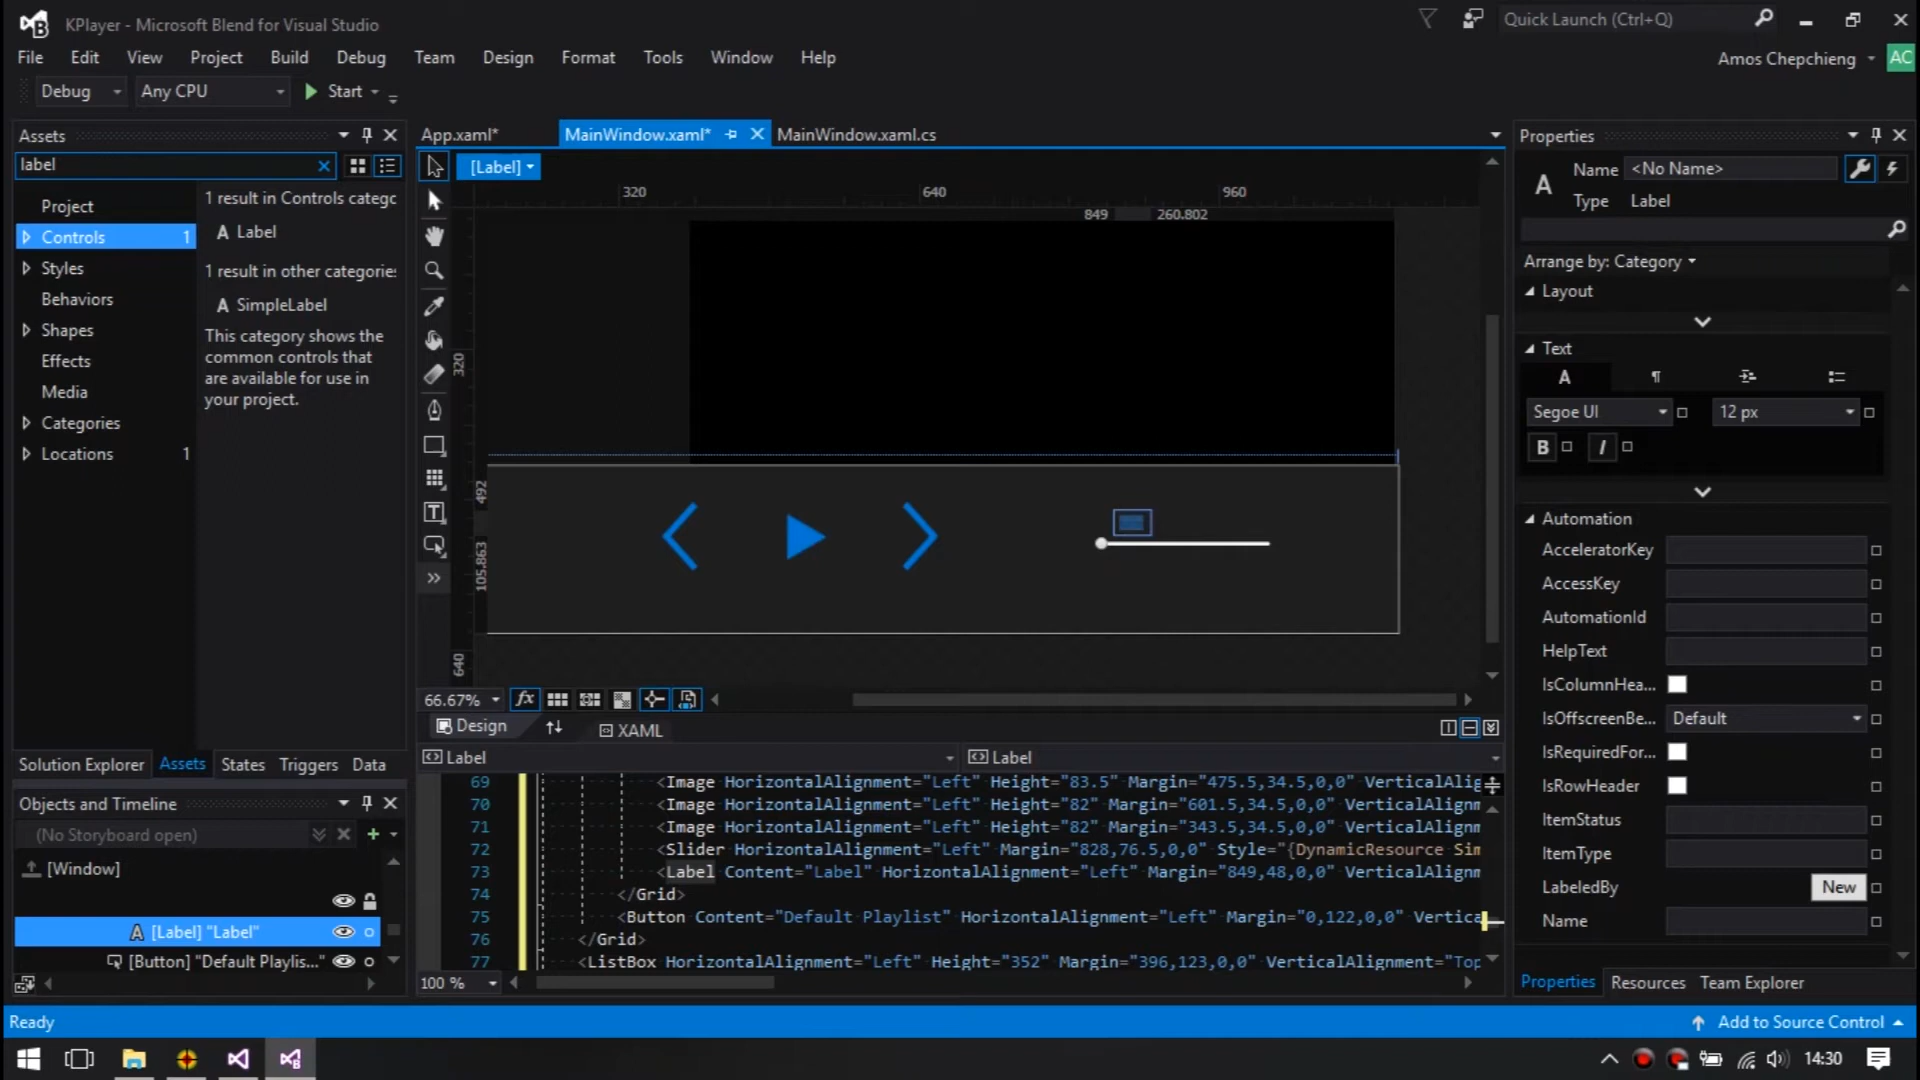 KPlayer - Microsoft Blend for Visual Studio
Quick Launch (Ctrl+Q)
File Edit View Project Build Debug Team Design Format Tools Window Help
Amos Chepchieng AC
Debug Any CPU Start
Assets
label
Project
Controls 1
Styles
Behaviors
Shapes
Effects
Media
Categories
Locations 1
1 result in Controls catego
A Label
1 result in other categories
A SimpleLabel
This category shows the
common controls that
are available for use in
your project.
Solution Explorer Assets States Triggers Data
Objects and Timeline
(No Storyboard open)
[Window]
A [Label] "Label"
[Button] "Default Playlis..."
App.xaml* MainWindow.xaml* MainWindow.xaml.cs
[Label]
320 640 960
849 260.802
320
492
105.863
640
66.67% fx
Design XAML
Label Label
69 <Image HorizontalAlignment="Left" Height="83.5" Margin="475.5,34.5,0,0" VerticalAlig
70 <Image HorizontalAlignment="Left" Height="82" Margin="601.5,34.5,0,0" VerticalAlignm
71 <Image HorizontalAlignment="Left" Height="82" Margin="343.5,34.5,0,0" VerticalAlignm
72 <Slider HorizontalAlignment="Left" Margin="828,76.5,0,0" Style="{DynamicResource Sim
73 <Label Content="Label" HorizontalAlignment="Left" Margin="849,48,0,0" VerticalAlignm
74 </Grid>
75 <Button Content="Default Playlist" HorizontalAlignment="Left" Margin="0,122,0,0" Vertica
76 </Grid>
77 <ListBox HorizontalAlignment="Left" Height="352" Margin="396,123,0,0" VerticalAlignment="Top
100 %
Properties
A Name <No Name>
Type Label
Arrange by: Category
Layout
Text
A ¶
Segoe UI 12 px
B I
Automation
AcceleratorKey
AccessKey
AutomationId
HelpText
IsColumnHea...
IsOffscreenBe... Default
IsRequiredFor...
IsRowHeader
ItemStatus
ItemType
LabeledBy New
Name
Properties Resources Team Explorer
Ready
Add to Source Control
14:30